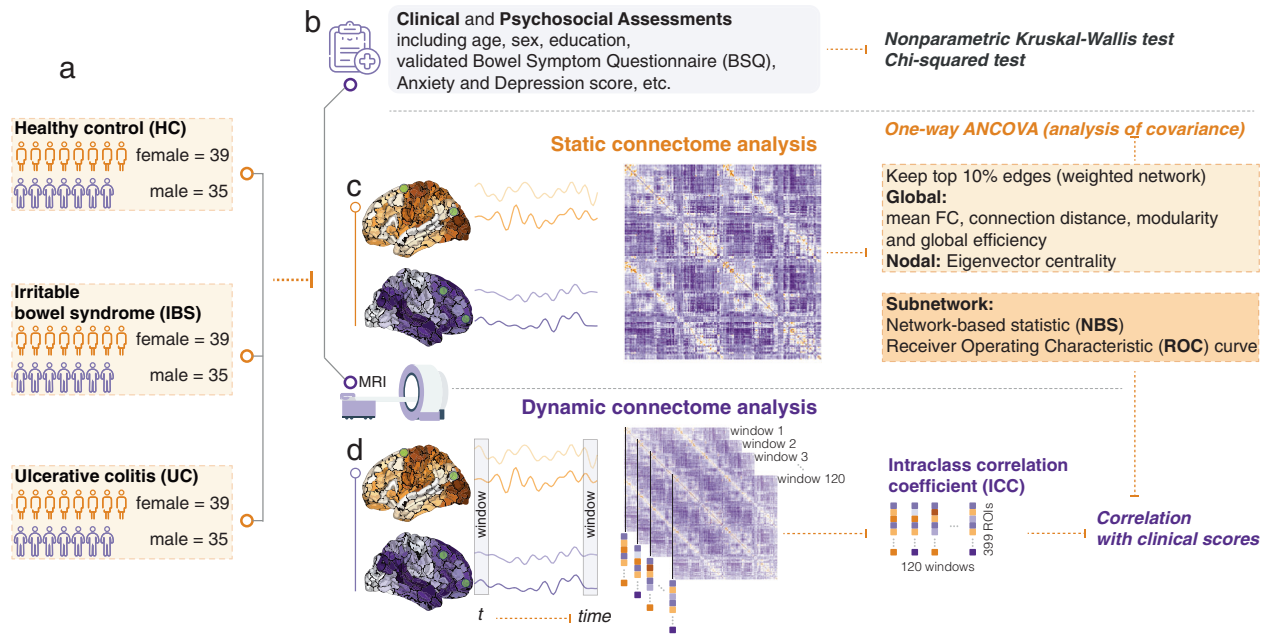 a
Healthy control (HC)
female = 39
male = 35
Irritable
bowel syndrome (IBS)
female = 39
male = 35
Ulcerative colitis (UC)
female = 39
male = 35
b
Clinical and Psychosocial Assessments
including age, sex, education,
validated Bowel Symptom Questionnaire (BSQ),
Anxiety and Depression score, etc.
Nonparametric Kruskal-Wallis test
Chi-squared test
Static connectome analysis
One-way ANCOVA (analysis of covariance)
c
Keep top 10% edges (weighted network)
Global:
mean FC, connection distance, modularity
and global efficiency
Nodal: Eigenvector centrality
Subnetwork:
Network-based statistic (NBS)
Receiver Operating Characteristic (ROC) curve
MRI
Dynamic connectome analysis
d
window
window
t
time
window 1
window 2
window 3
window 120
Intraclass correlation
coefficient (ICC)
399 ROIs
120 windows
Correlation
with clinical scores